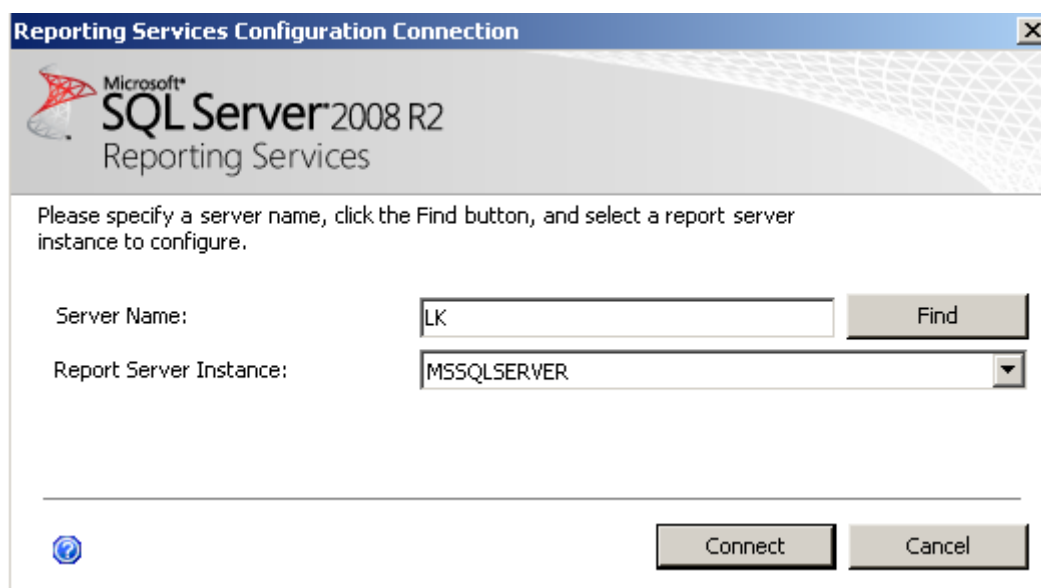 Reporting Services Configuration Connection
Microsoft
SQL Server 2008 R2
Reporting Services
Please specify a server name, click the Find button, and select a report server
instance to configure.
Server Name:
LK
Find
Report Server Instance:
MSSQLSERVER
Connect
Cancel